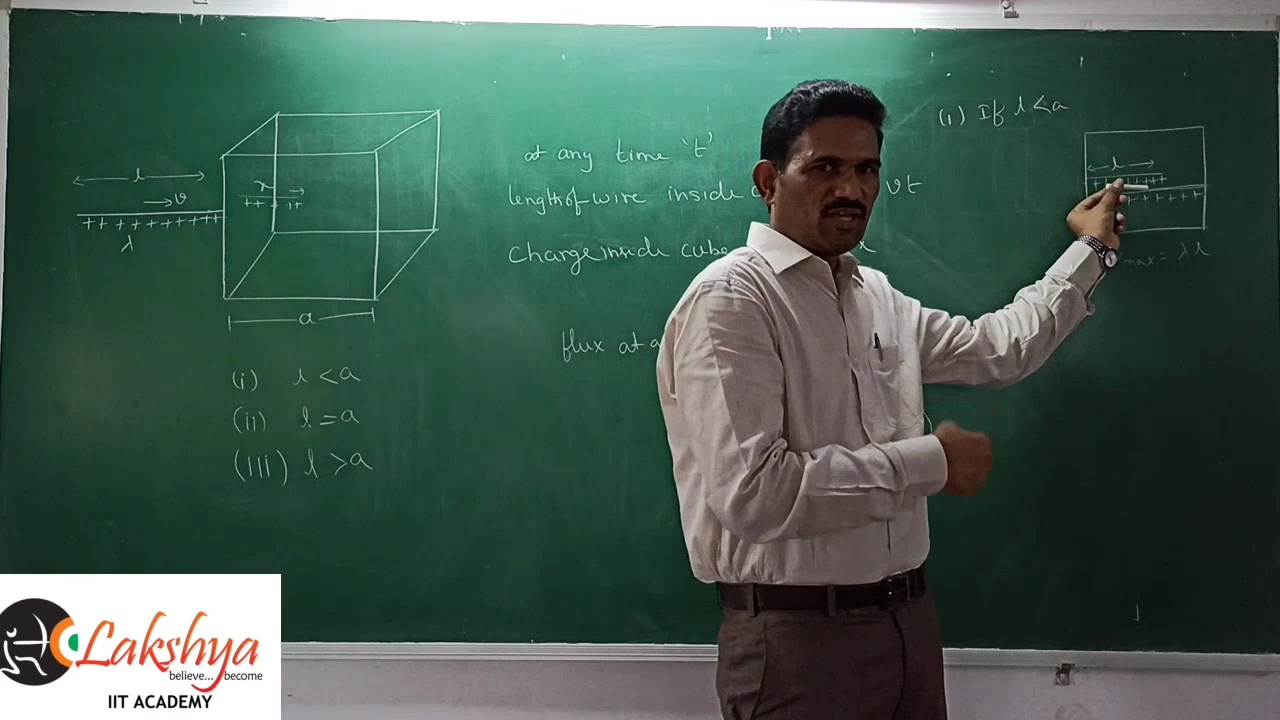 l
v
+++++++++
λ
x
a
(i) l < a
(ii) l = a
(iii) l > a
at any time 't'
length of wire inside
vt
Charge inside cube
flux at
(i) If l < a
l
max = λl
Lakshya
believe... become
IIT ACADEMY